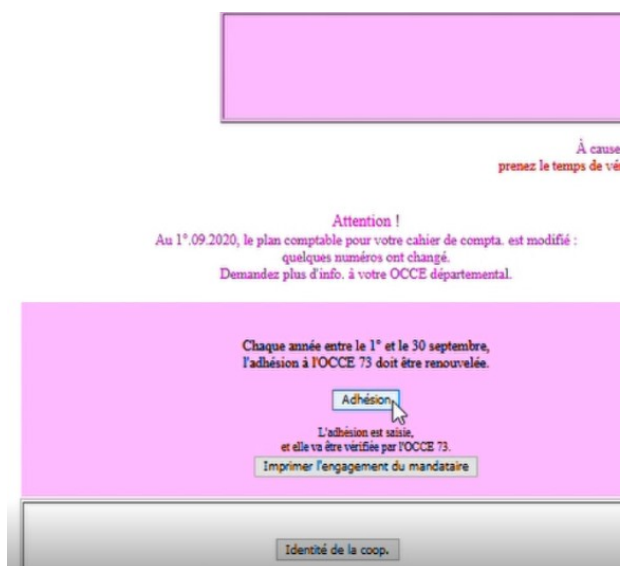 À cause
prenez le temps de vér
Attention !
Au 1°.09.2020, le plan comptable pour votre cahier de compta. est modifié :
quelques numéros ont changé.
Demandez plus d'info. à votre OCCE départemental.
Chaque année entre le 1° et le 30 septembre,
l'adhésion à l'OCCE 73 doit être renouvelée.
Adhésion
L'adhésion est saisie,
et elle va être vérifiée par l'OCCE 73.
Imprimer l'engagement du mandataire
Identité de la coop.